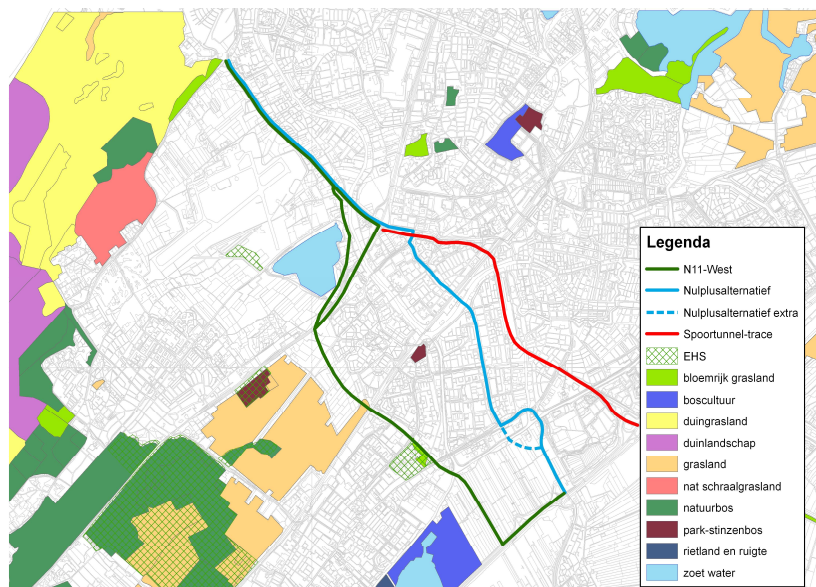 Legenda
N11-West
Nulplusalternatief
Nulplusalternatief extra
Spoortunnel-trace
EHS
bloemrijk grasland
boscultuur
duingrasland
duinlandschap
grasland
nat schraalgrasland
natuurbos
park-stinzenbos
rietland en ruigte
zoet water